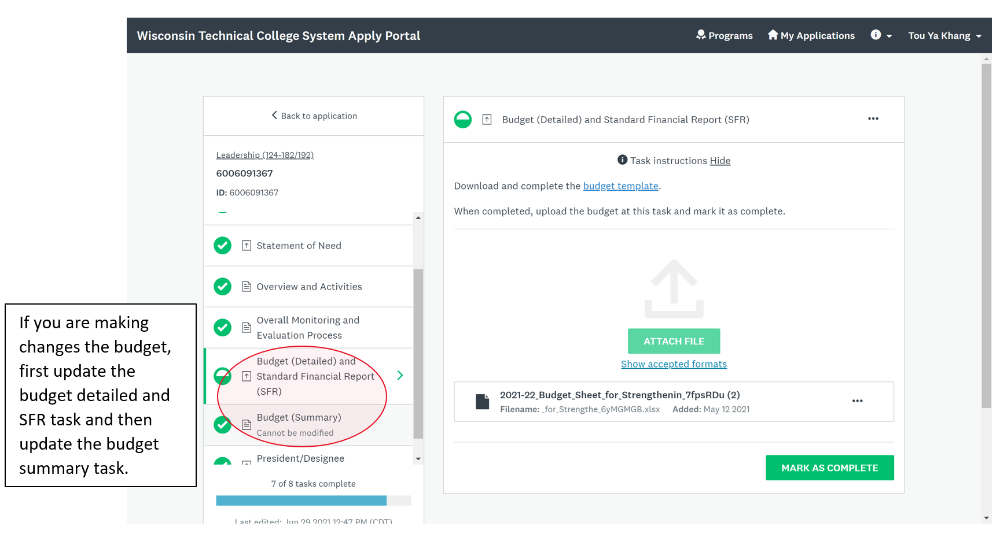 Wisconsin Technical College System Apply Portal
Programs
My Applications
Tou Ya Khang
Back to application
Leadership (124-182/192)
6006091367
ID: 6006091367
Statement of Need
Overview and Activities
Overall Monitoring and
Evaluation Process
Budget (Detailed) and
Standard Financial Report
(SFR)
Budget (Summary)
Cannot be modified
President/Designee
7 of 8 tasks complete
Last edited: Jun 29 2021 12:47 PM (CDT)
If you are making
changes the budget,
first update the
budget detailed and
SFR task and then
update the budget
summary task.
Budget (Detailed) and Standard Financial Report (SFR)
Task instructions Hide
Download and complete the budget template.
When completed, upload the budget at this task and mark it as complete.
ATTACH FILE
Show accepted formats
2021-22_Budget_Sheet_for_Strengthenin_7fpsRDu (2)
Filename: _for_Strengthe_6yMGMGB.xlsx Added: May 12 2021
MARK AS COMPLETE